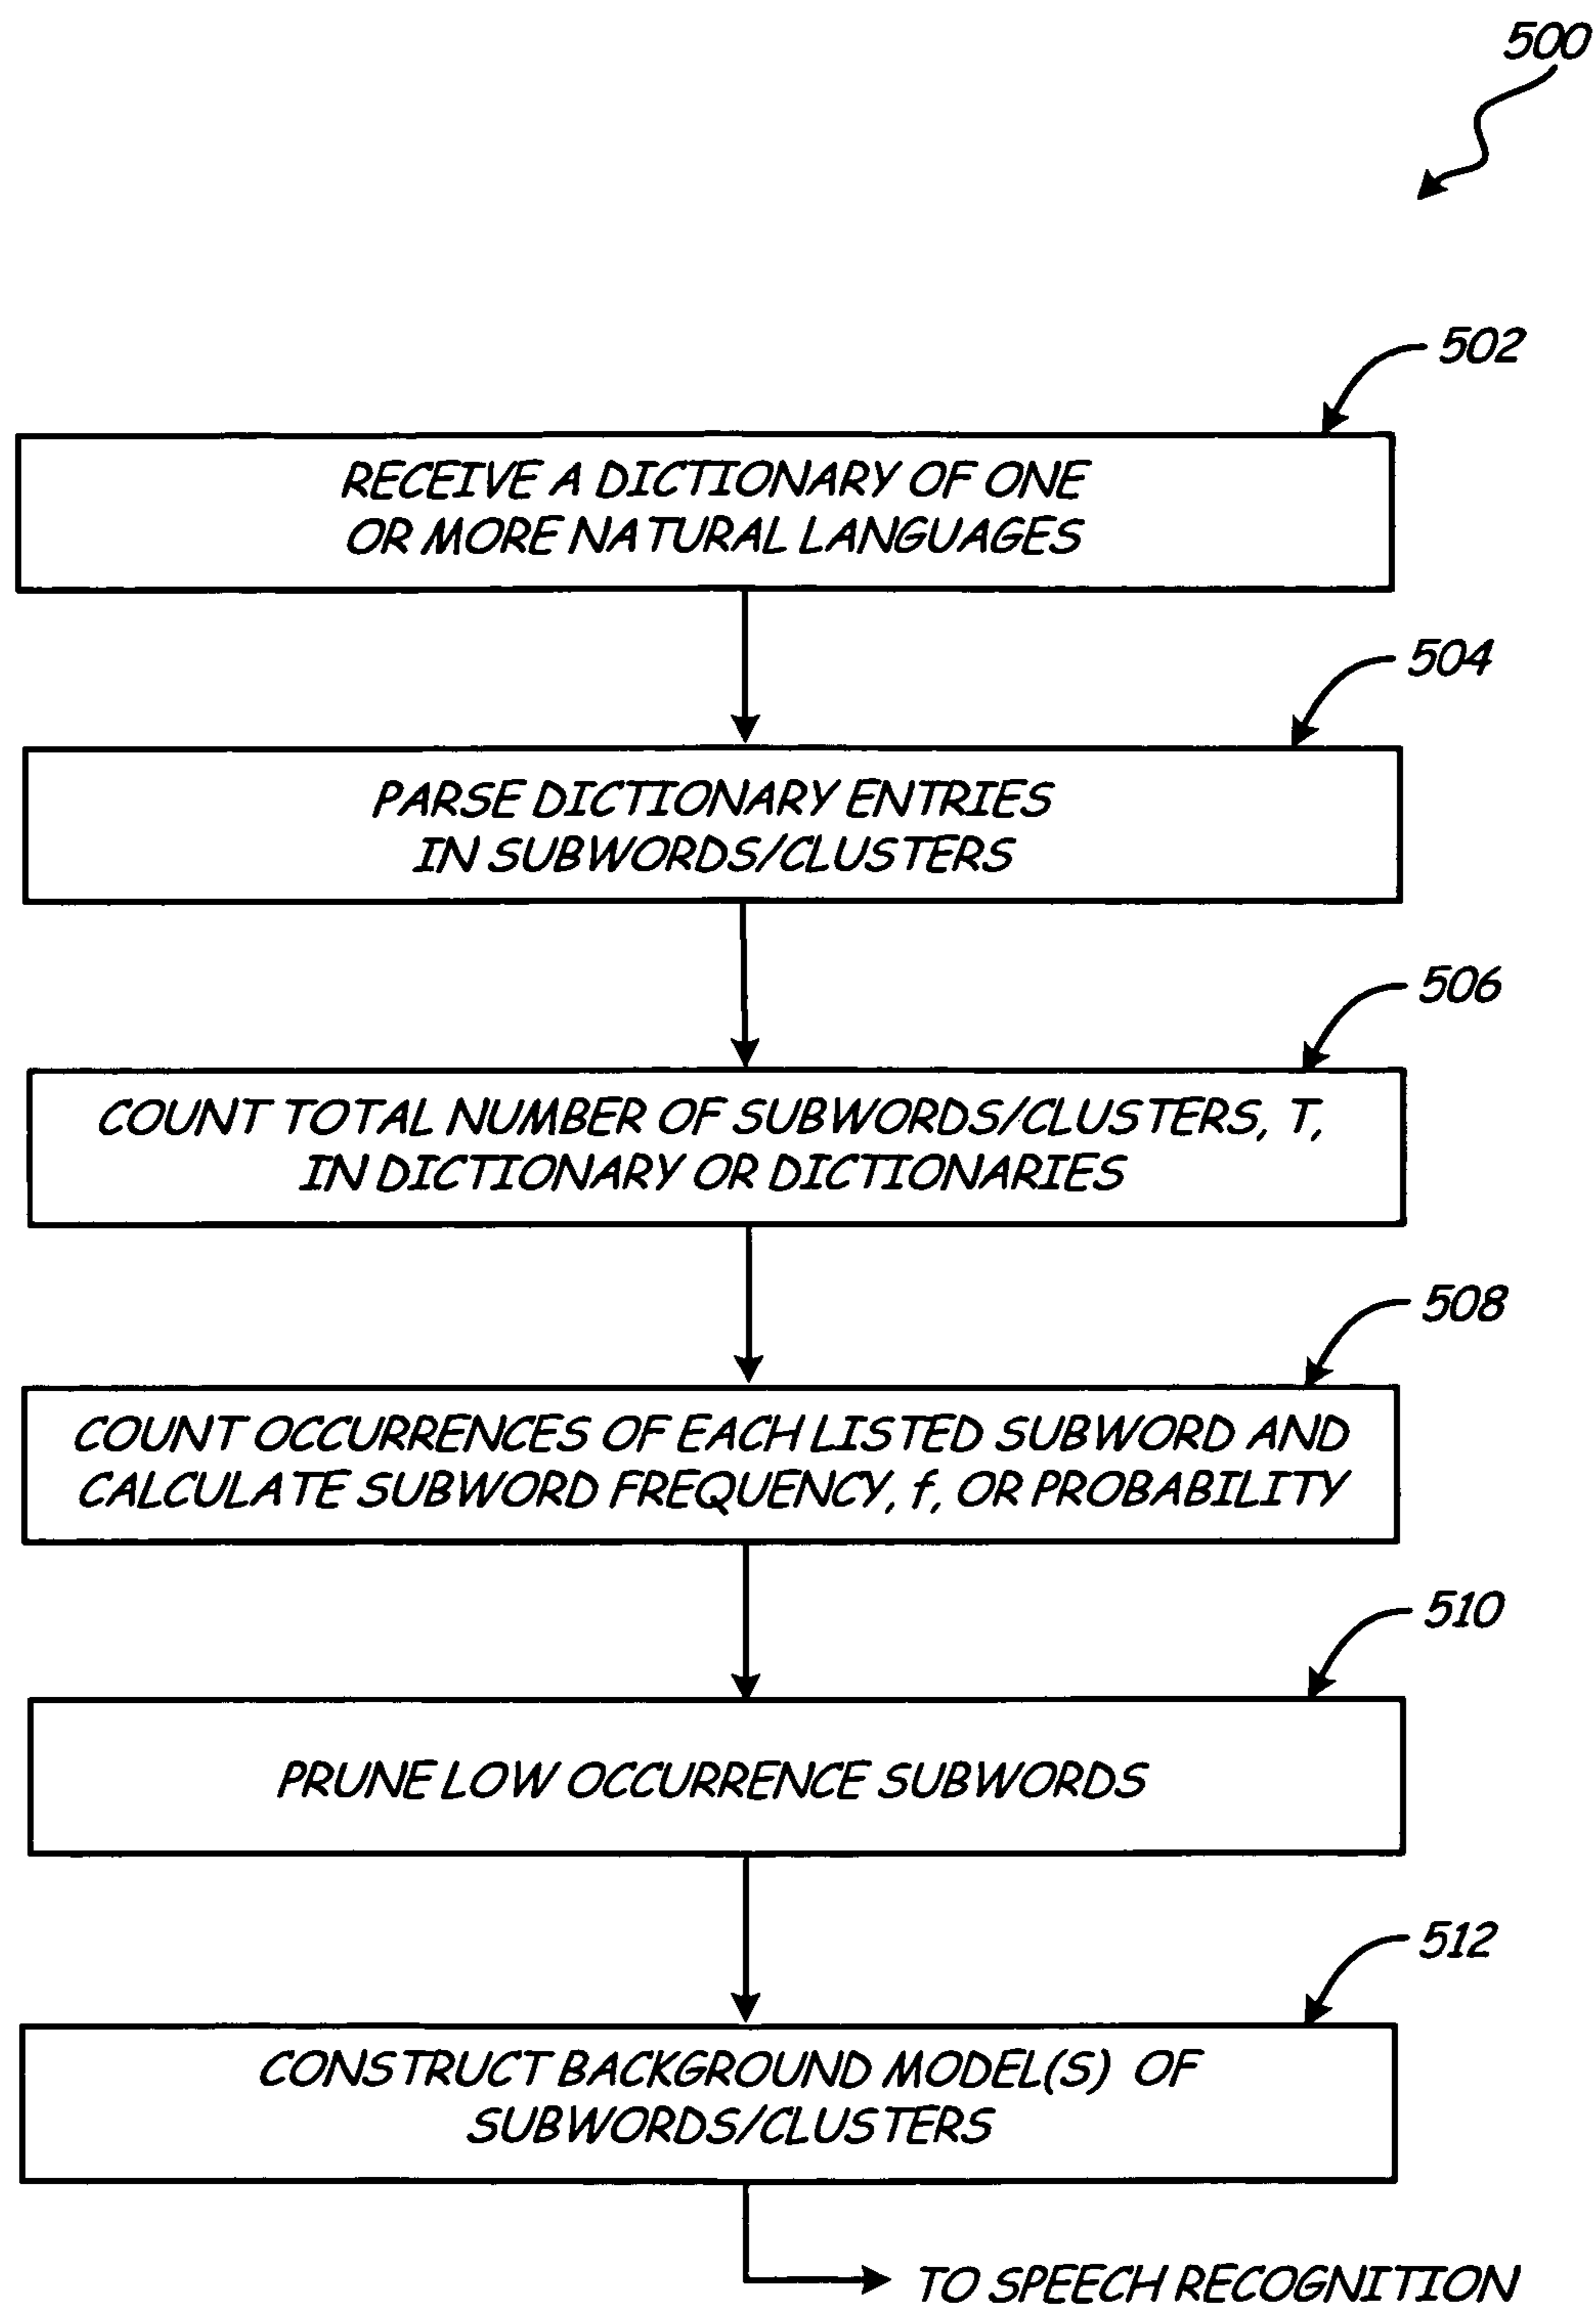 500
502
RECEIVE A DICTIONARY OF ONE
OR MORE NATURAL LANGUAGES
504
PARSE DICTIONARY ENTRIES
IN SUBWORDS/CLUSTERS
506
COUNT TOTAL NUMBER OF SUBWORDS/CLUSTERS, T,
IN DICTIONARY OR DICTIONARIES
508
COUNT OCCURRENCES OF EACH LISTED SUBWORD AND
CALCULATE SUBWORD FREQUENCY, f, OR PROBABILITY
510
PRUNE LOW OCCURRENCE SUBWORDS
512
CONSTRUCT BACKGROUND MODEL(S) OF
SUBWORDS/CLUSTERS
TO SPEECH RECOGNITION